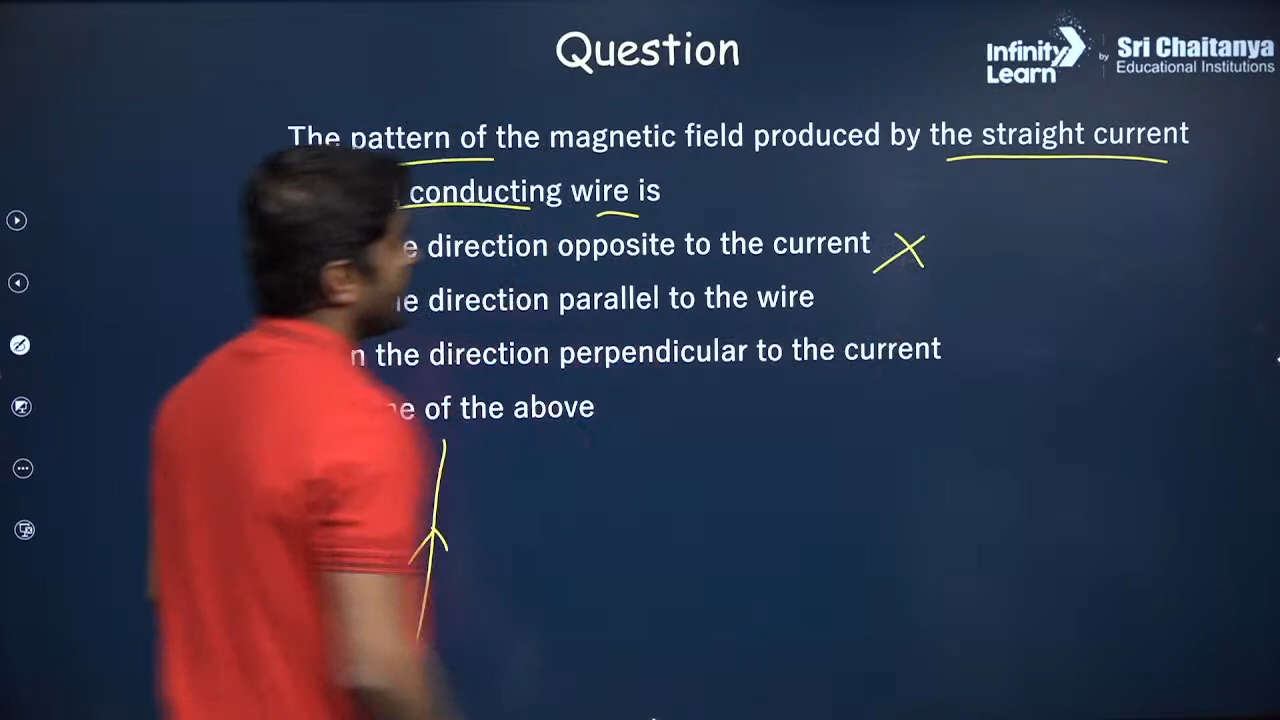 Question
Infinity Learn
by
Sri Chaitanya
Educational Institutions
The pattern of the magnetic field produced by the straight current
conducting wire is
direction opposite to the current
direction parallel to the wire
the direction perpendicular to the current
of the above